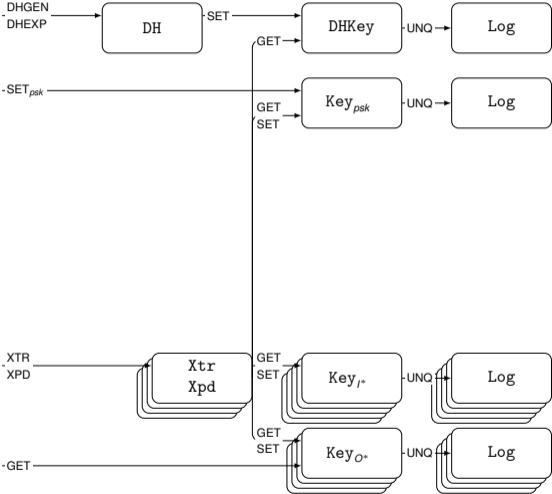 DHGEN
DHEXP
DH
SET
DHKey
UNQ
Log
GET
SETpsk
GET
SET
Keypsk
UNQ
Log
XTR
XPD
Xtr
Xpd
GET
SET
KeyI*
UNQ
Log
GET
SET
KeyO*
UNQ
Log
GET